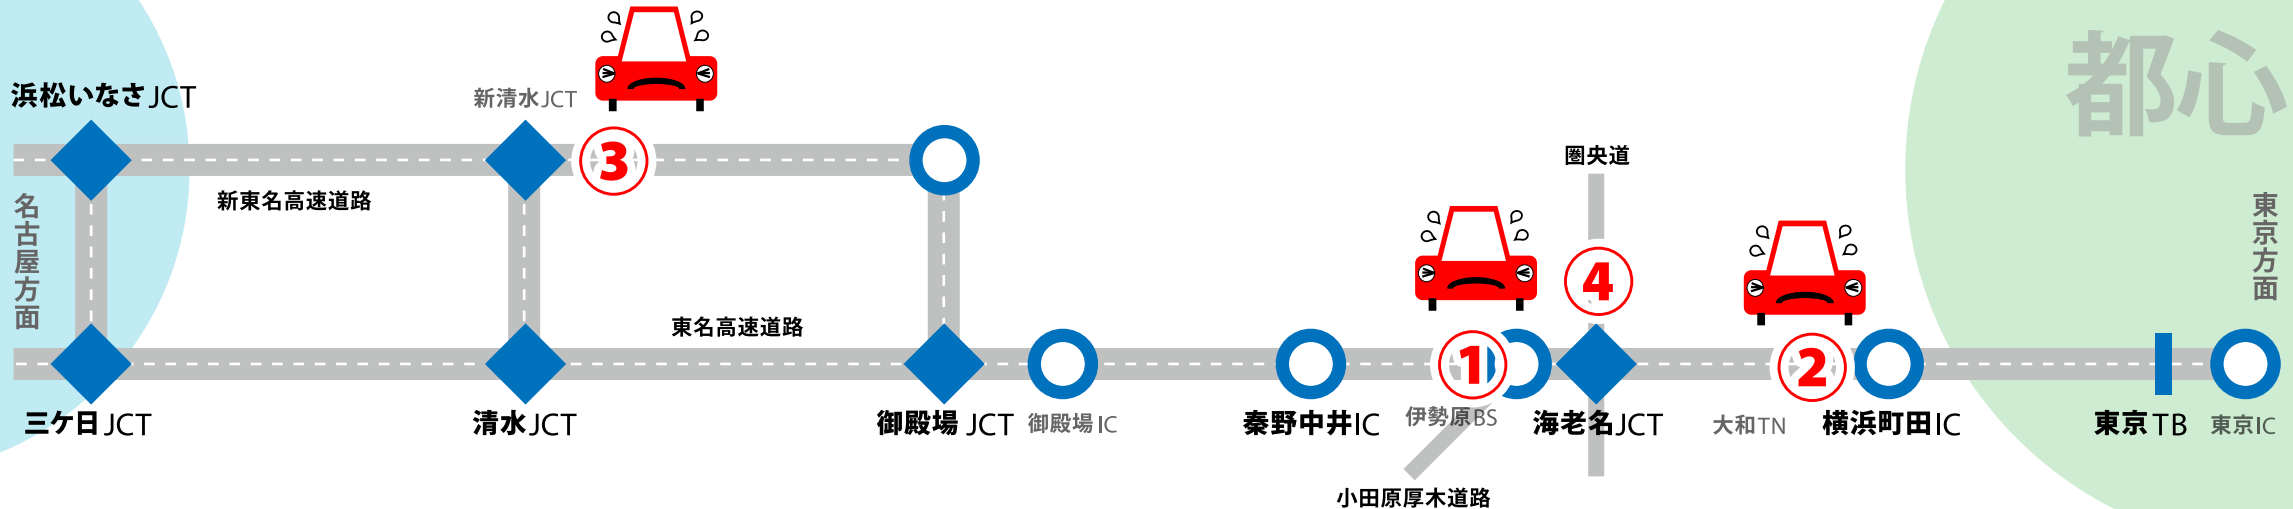 都心
浜松いなさJCT
新清水JCT
3
圏央道
新東名高速道路
名古屋方面
東京方面
4
東名高速道路
1
2
三ケ日JCT
清水JCT
御殿場 JCT
御殿場IC
秦野中井IC
伊勢原BS
海老名JCT
大和TN
横浜町田IC
東京TB
東京IC
小田原厚木道路